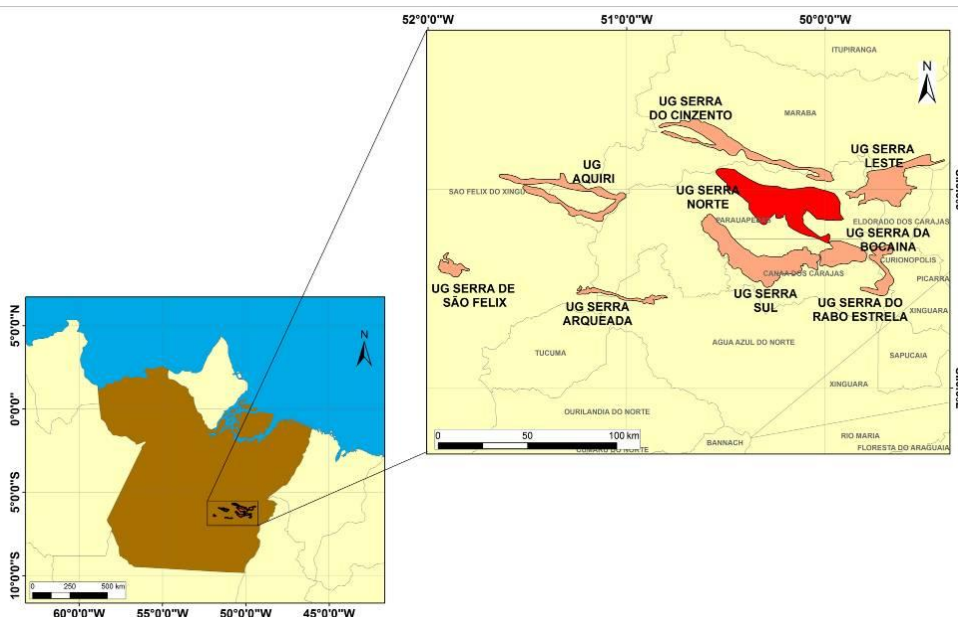 52°0'0"W
51°0'0"W
50°0'0"W
ITUPIRANGA
N
UG SERRA
DO CINZENTO
MARABA
UG SERRA
LESTE
UG
AQUIRI
SAO FELIX DO XINGU
UG SERRA
NORTE
PARAUAPEBAS
ELDORADO DOS CARAJAS
UG SERRA DA
BOCAINA
CURIONOPOLIS
PICARRA
CANAA DOS CARAJAS
UG SERRA DE
SÃO FELIX
UG SERRA
ARQUEADA
UG SERRA
SUL
UG SERRA DO
RABO ESTRELA
XINGUARA
AGUA AZUL DO NORTE
TUCUMA
SAPUCAIA
XINGUARA
OURILANDIA DO NORTE
0 50 100 km
BANNACH
RIO MARIA
FLORESTA DO ARAGUAIA
CUMARU DO NORTE
5°0'0"N
N
0°0'0"
5°0'0"S
10°0'0"S
0 250 500 km
60°0'0"W
55°0'0"W
50°0'0"W
45°0'0"W